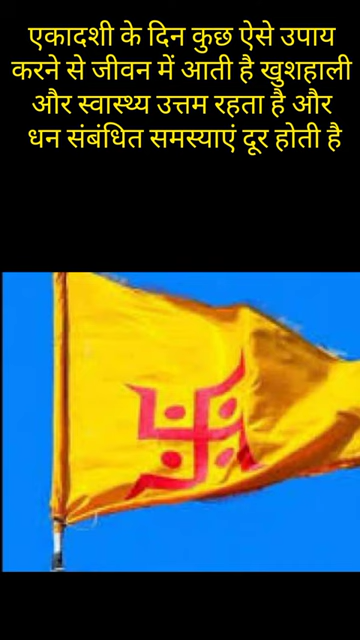 एकादशी के दिन कुछ ऐसे उपाय
करने से जीवन में आती है खुशहाली
और स्वास्थ्य उत्तम रहता है और
धन संबंधित समस्याएं दूर होती है